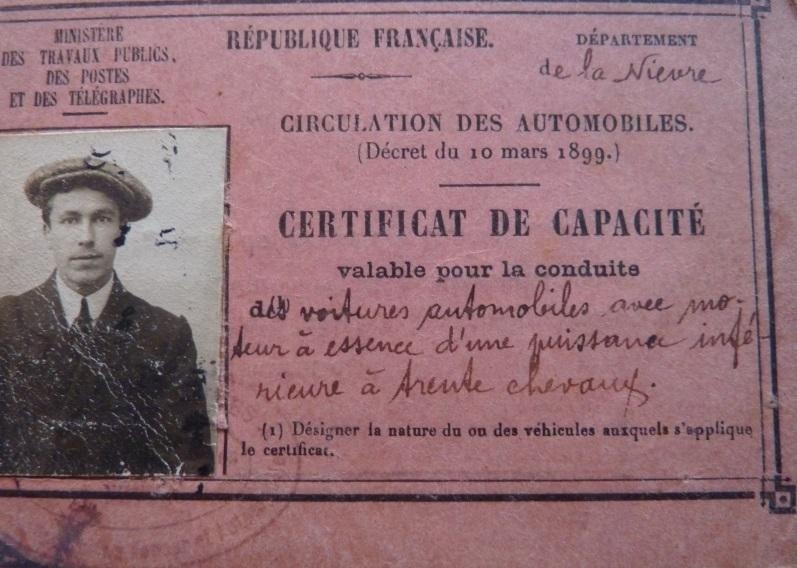 MINISTÈRE
DES TRAVAUX PUBLICS,
DES POSTES
ET DES TÉLÉGRAPHES.
RÉPUBLIQUE FRANÇAISE.
DÉPARTEMENT
de la Nievre
CIRCULATION DES AUTOMOBILES.
(Décret du 10 mars 1899.)
CERTIFICAT DE CAPACITÉ
valable pour la conduite
des voitures automobiles avec mo-
teur à essence d'une puissance infé-
rieure à trente chevaux.
(1) Désigner la nature du ou des véhicules auxquels s'applique
le certificat.